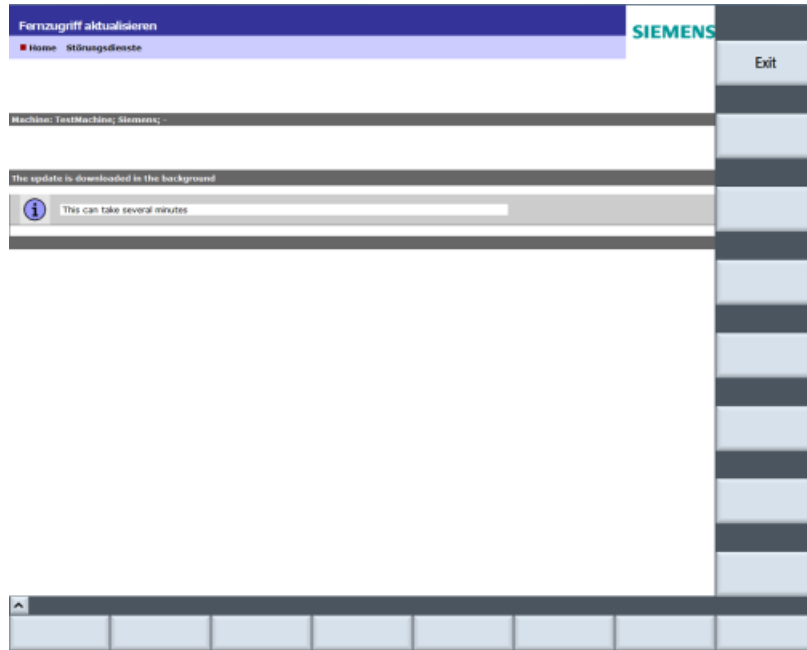 Fernzugriff aktualisieren
SIEMENS
Home Störungsdienste
Exit
Machine: TestMachine; Siemens; -
The update is downloaded in the background
This can take several minutes